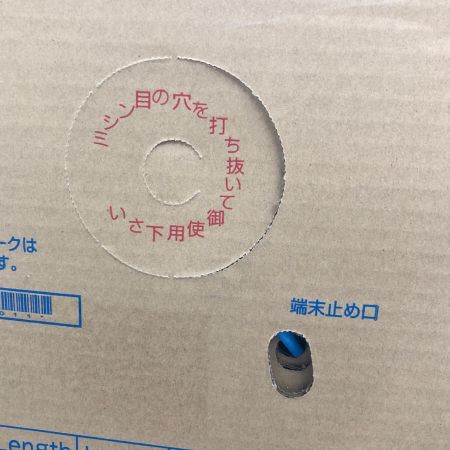 ミシン目の穴を打ち抜いて御使用下さい
ークは
す。
端末止め口
Length